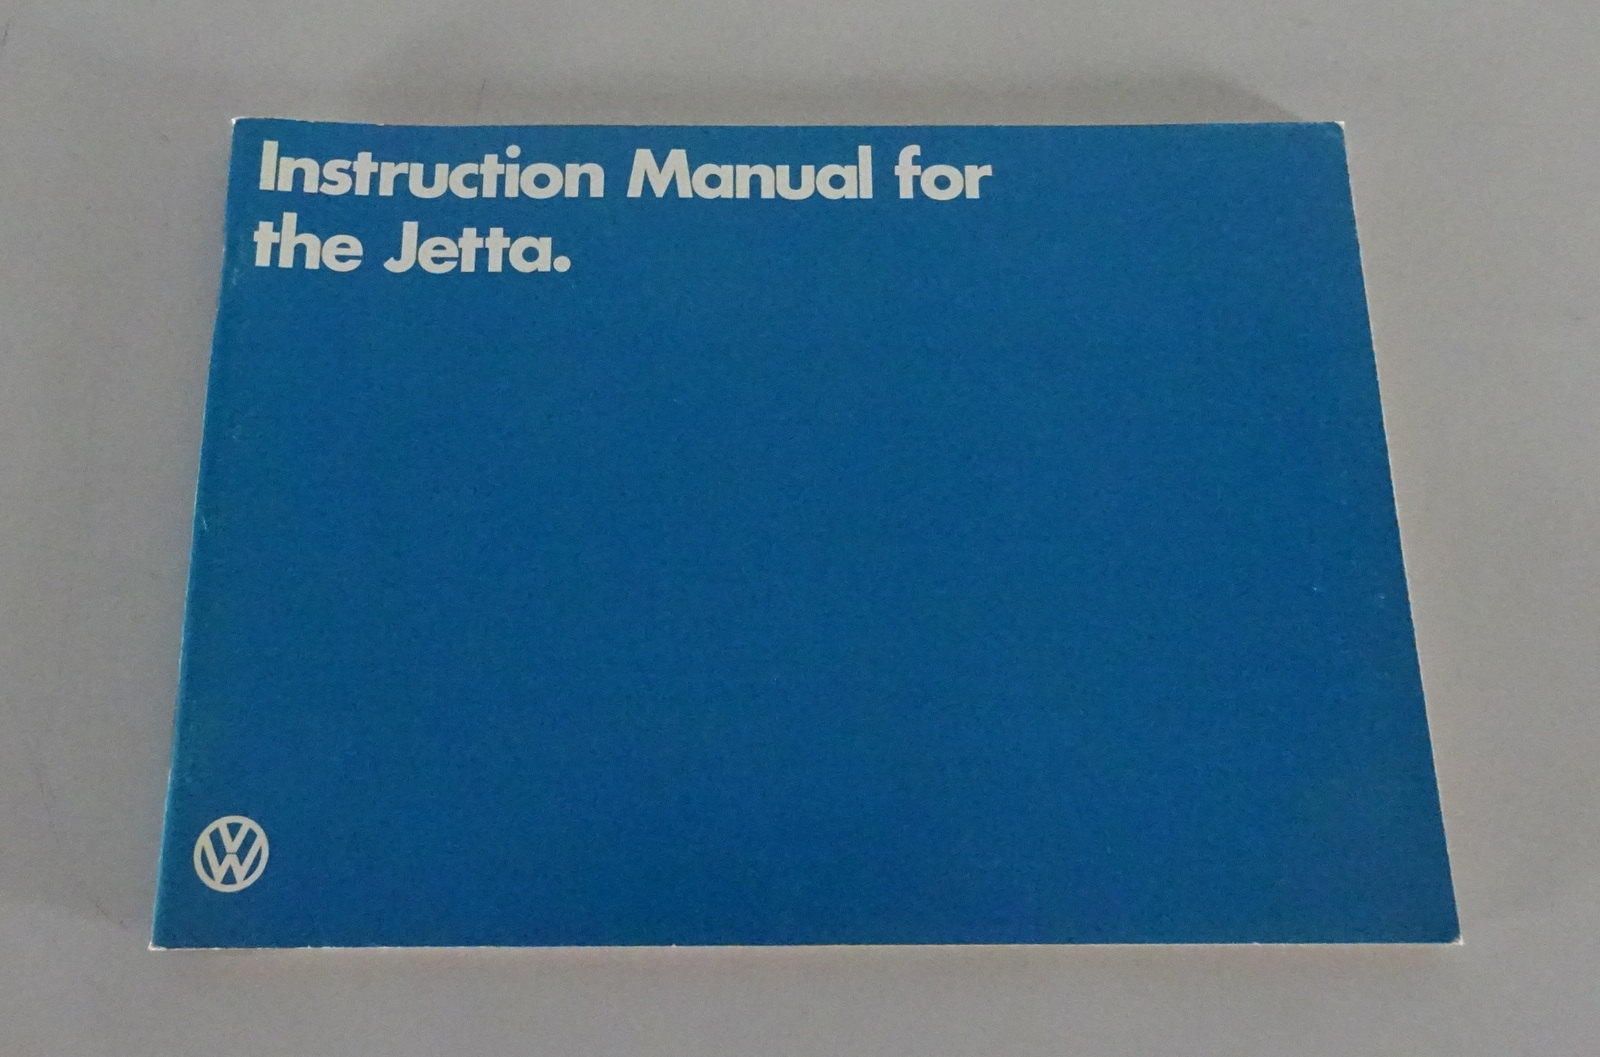 Instruction Manual for
the Jetta.
VW